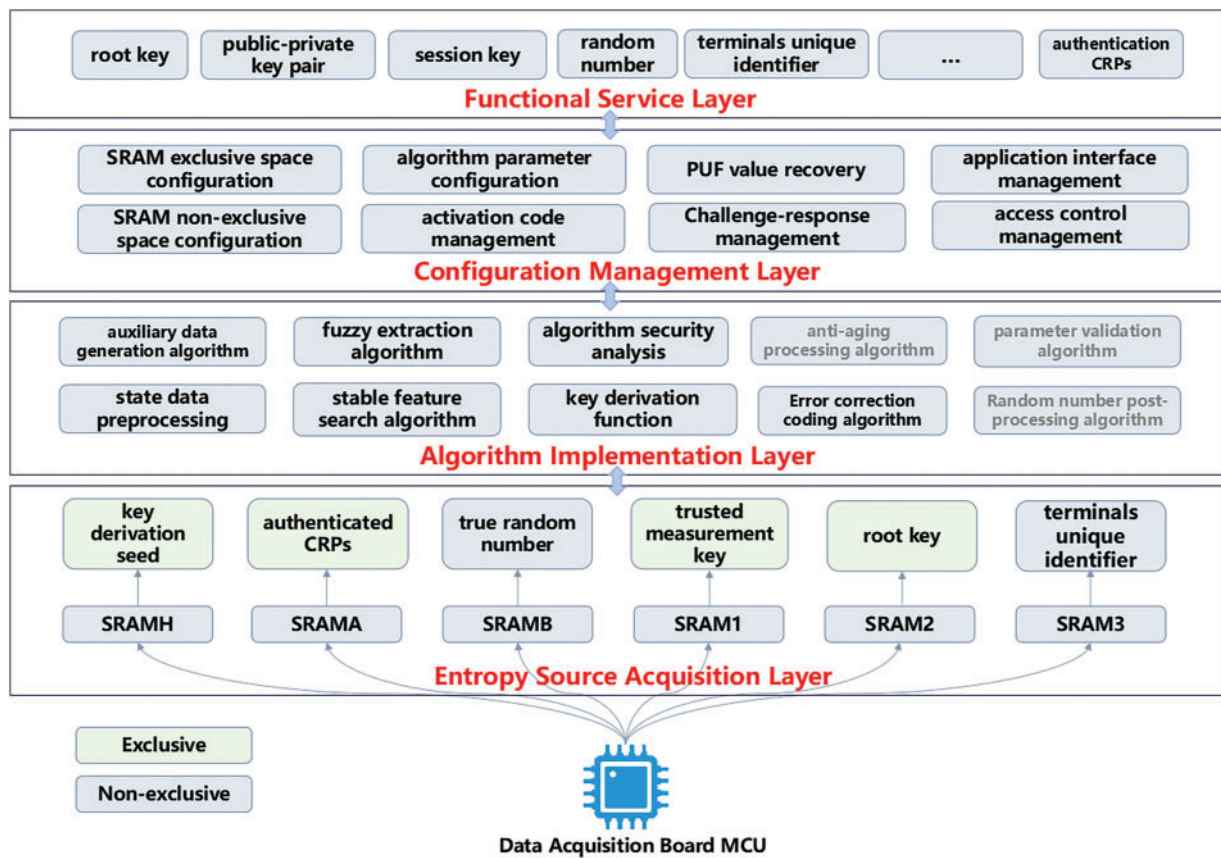 root key
public-private
key pair
session key
random
number
terminals unique
identifier
...
authentication
CRPs
Functional Service Layer
SRAM exclusive space
configuration
algorithm parameter
configuration
PUF value recovery
application interface
management
SRAM non-exclusive
space configuration
activation code
management
Challenge-response
management
access control
management
Configuration Management Layer
auxiliary data
generation algorithm
fuzzy extraction
algorithm
algorithm security
analysis
anti-aging
processing algorithm
parameter validation
algorithm
state data
preprocessing
stable feature
search algorithm
key derivation
function
Error correction
coding algorithm
Random number post-
processing algorithm
Algorithm Implementation Layer
key
derivation
seed
authenticated
CRPs
true random
number
trusted
measurement
key
root key
terminals
unique
identifier
SRAMH
SRAMA
SRAMB
SRAM1
SRAM2
SRAM3
Entropy Source Acquisition Layer
Exclusive
Non-exclusive
Data Acquisition Board MCU